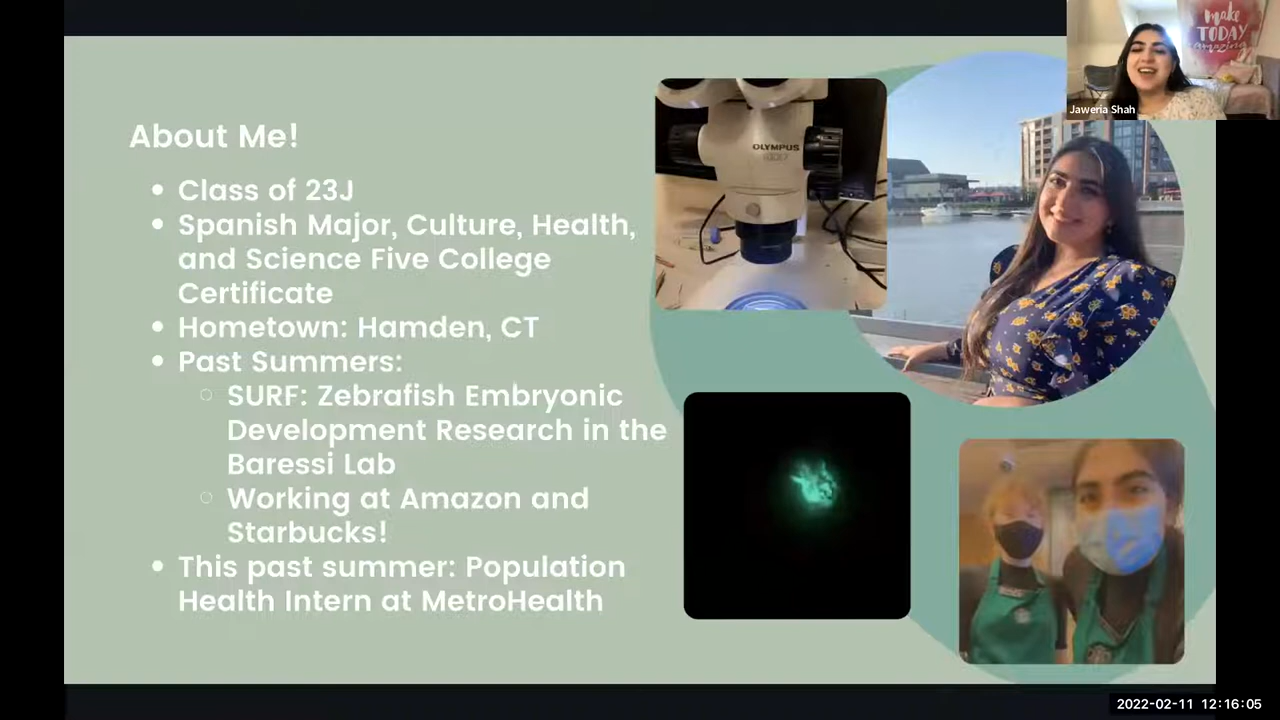 make
TODAY
amazing
Jaweria Shah
OLYMPUS
About Me!
Class of 23J
Spanish Major, Culture, Health,
and Science Five College
Certificate
Hometown: Hamden, CT
Past Summers:
SURF: Zebrafish Embryonic
Development Research in the
Baressi Lab
Working at Amazon and
Starbucks!
This past summer: Population
Health Intern at MetroHealth
2022-02-11 12:16:05